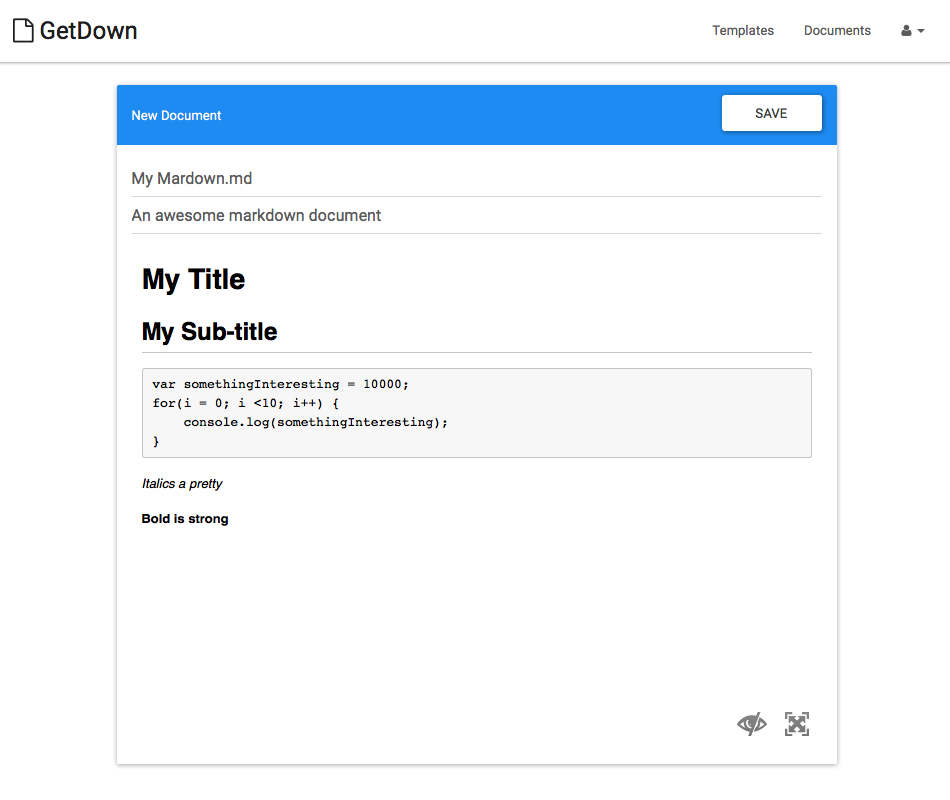 GetDown
Templates
Documents
New Document
SAVE
My Mardown.md
An awesome markdown document
My Title
My Sub-title
var somethingInteresting = 10000;
for(i = 0; i <10; i++) {
    console.log(somethingInteresting);
}
Italics a pretty
Bold is strong